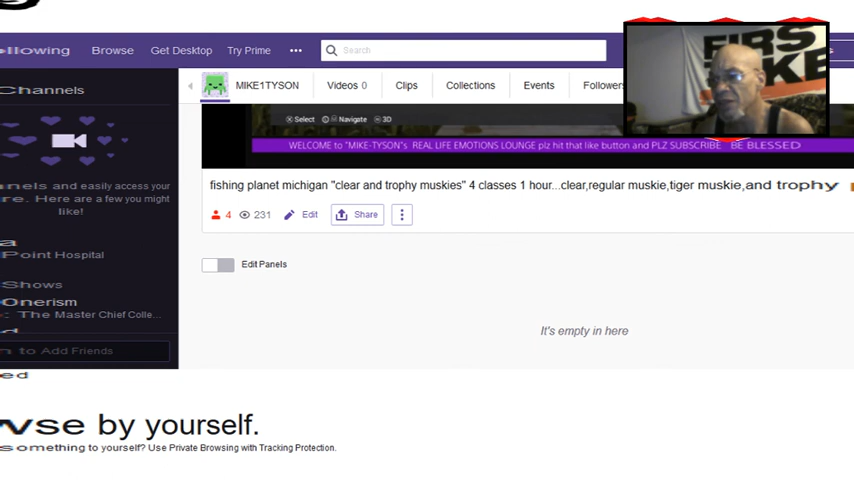 ollowing Browse Get Desktop Try Prime ••• Search
Channels
MIKE1TYSON Videos 0 Clips Collections Events Followers
FIRS
Select Navigate 3D
WELCOME to "MIKE-TYSON's REAL LIFE EMOTIONS LOUNGE plz hit that like button and PLZ SUBSCRIBE BE BLESSED
nels and easily access your
re. Here are a few you might
like!
fishing planet michigan "clear and trophy muskies" 4 classes 1 hour...clear,regular muskie,tiger muskie,and trophy
4 231 Edit Share
a
Point Hospital
Edit Panels
Shows
Onerism
: The Master Chief Colle...
It's empty in here
n to Add Friends
ed
wse by yourself.
something to yourself? Use Private Browsing with Tracking Protection.